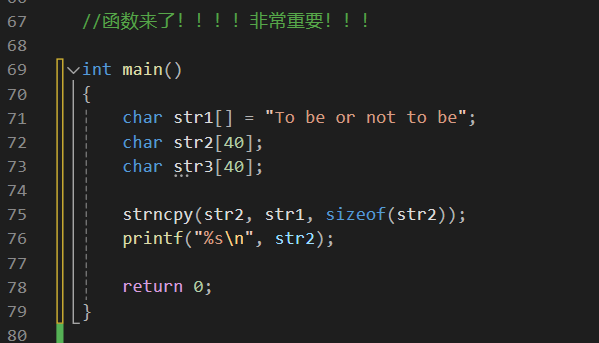 67 //函数来了！！！！非常重要！！！
68
69 int main()
70 {
71 char str1[] = "To be or not to be";
72 char str2[40];
73 char str3[40];
74
75 strncpy(str2, str1, sizeof(str2));
76 printf("%s\n", str2);
77
78 return 0;
79 }
80